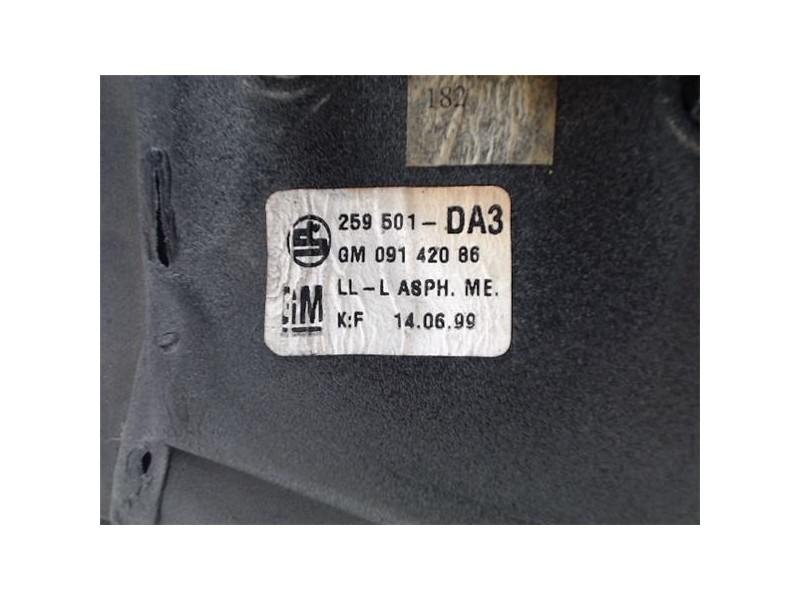 182
259 501- DA3
GM 091 420 86
GM
LL-L ASPH. ME.
K:F 14.06.99